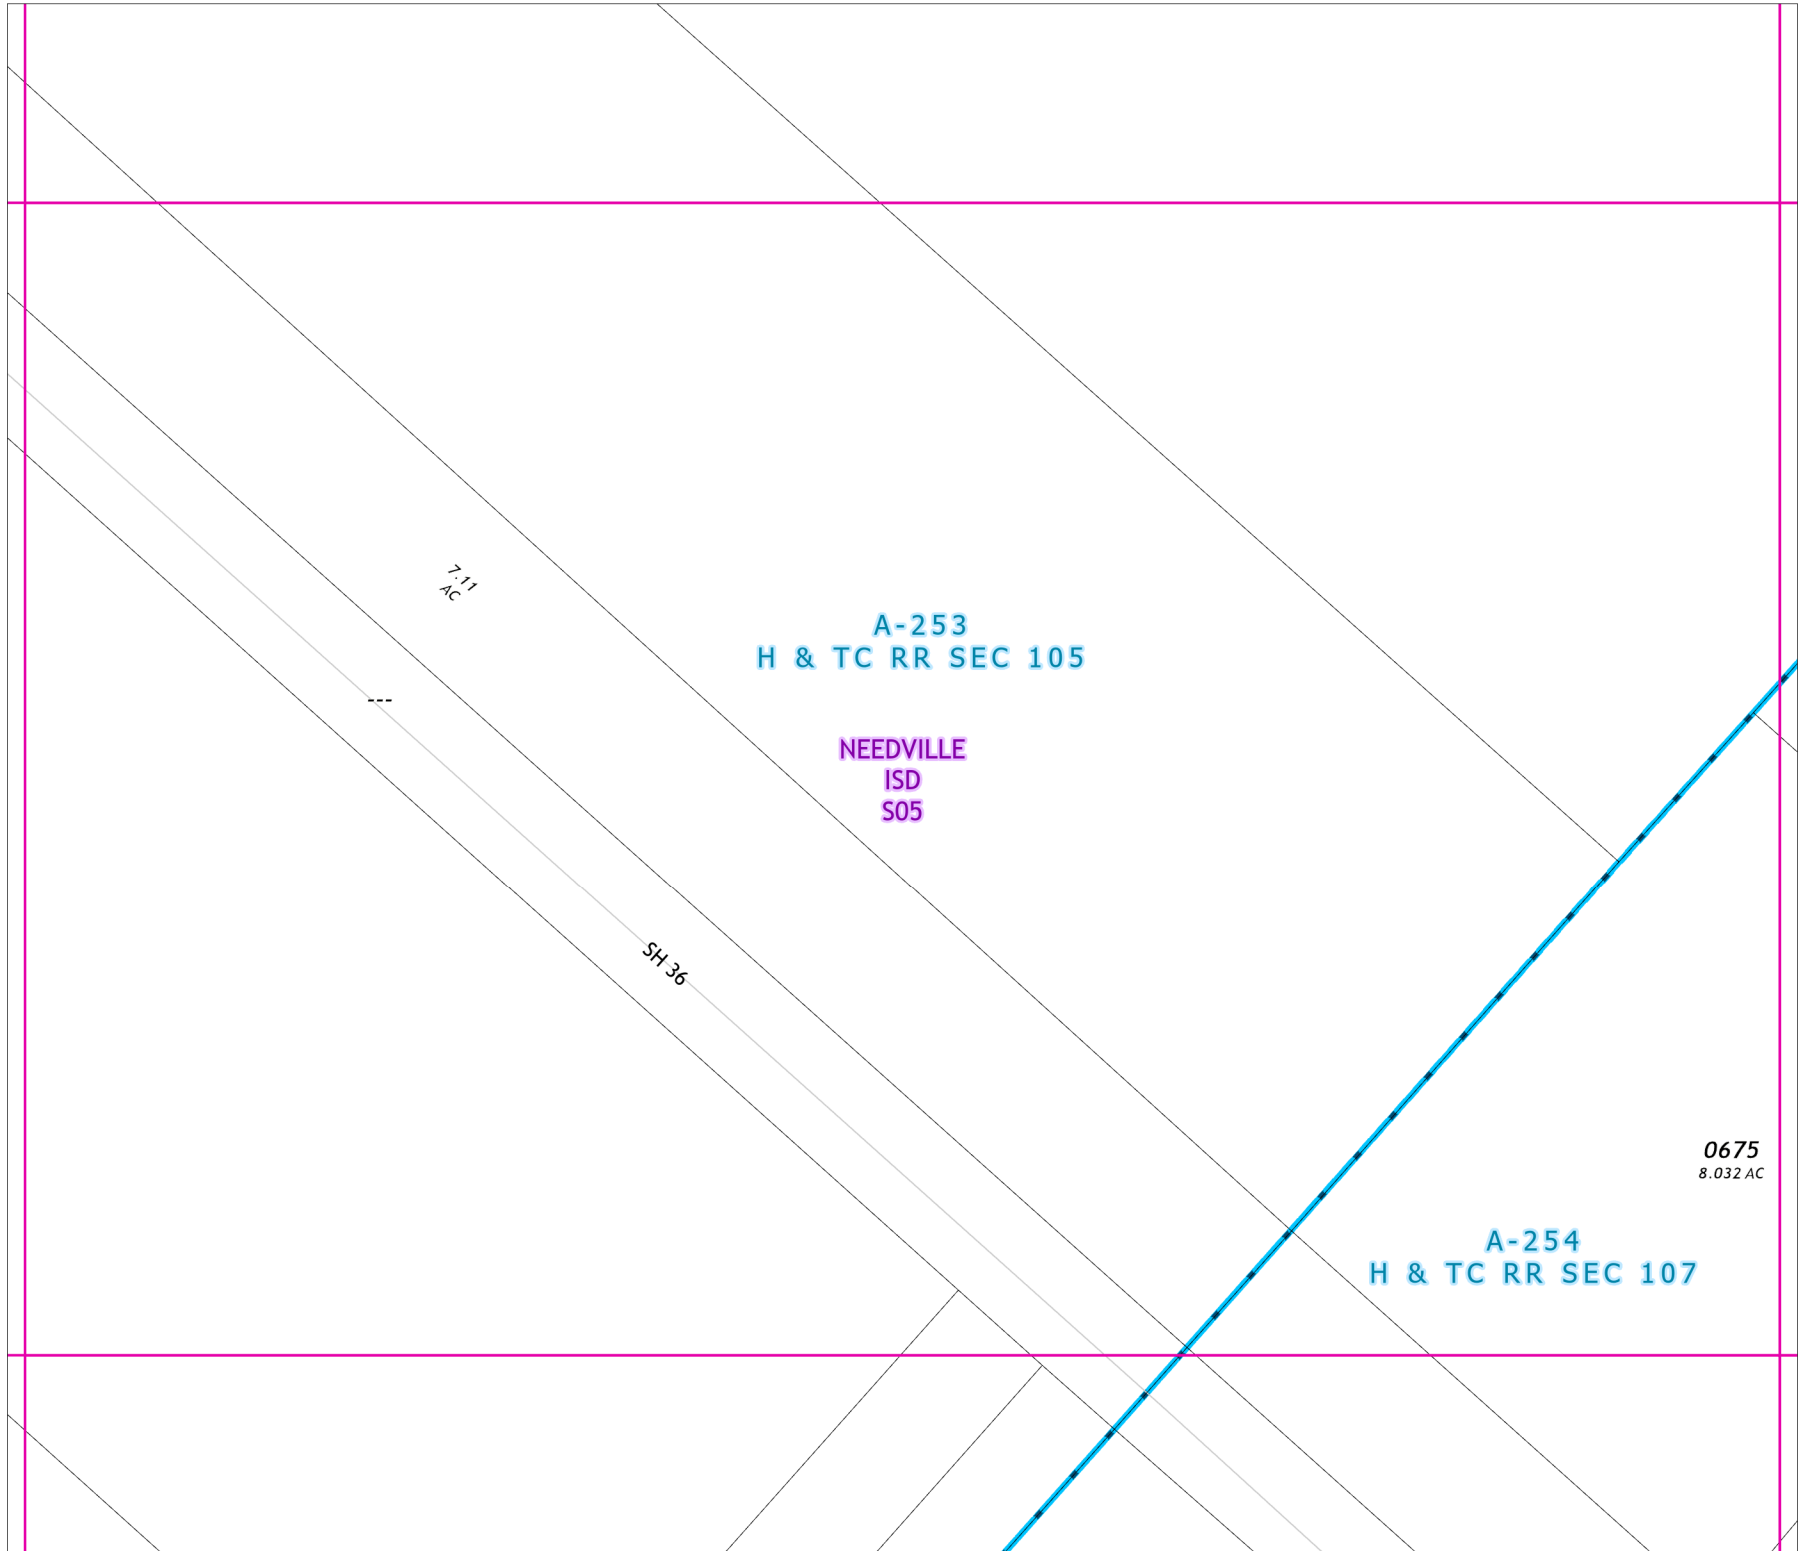 7.11
AC
A-253
H & TC RR SEC 105
---
NEEDVILLE
ISD
S05
SH 36
0675
8.032 AC
A-254
H & TC RR SEC 107